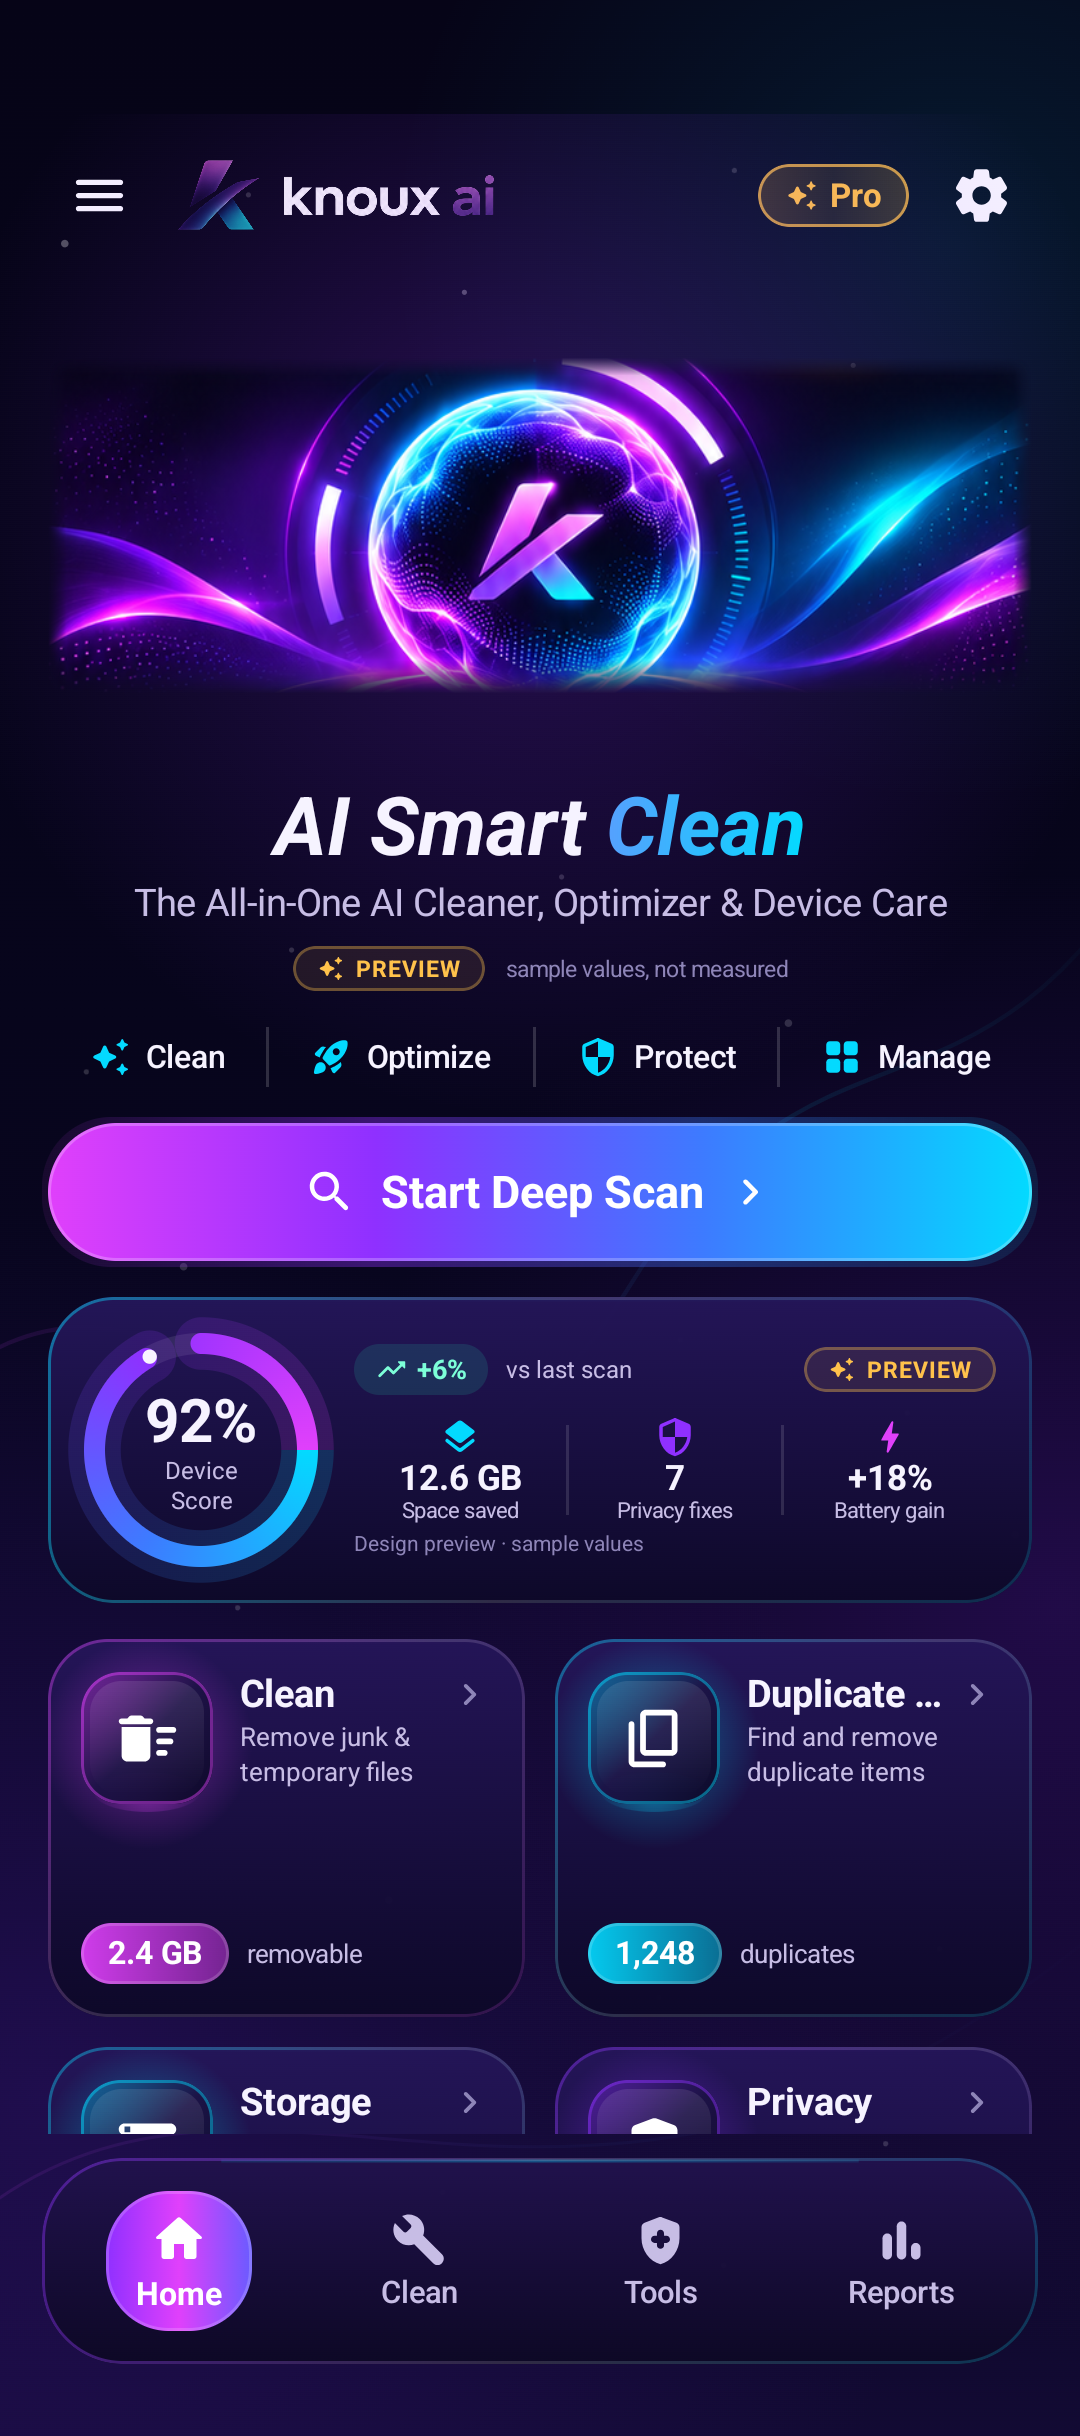 knoux ai
Pro
AI Smart Clean
The All-in-One AI Cleaner, Optimizer & Device Care
PREVIEW sample values, not measured
Clean Optimize Protect Manage
Start Deep Scan
92%
Device
Score
+6% vs last scan PREVIEW
12.6 GB 7 +18%
Space saved Privacy fixes Battery gain
Design preview · sample values
Clean
Remove junk &
temporary files
2.4 GB removable
Duplicate ...
Find and remove
duplicate items
1,248 duplicates
Storage
Privacy
Home Clean Tools Reports